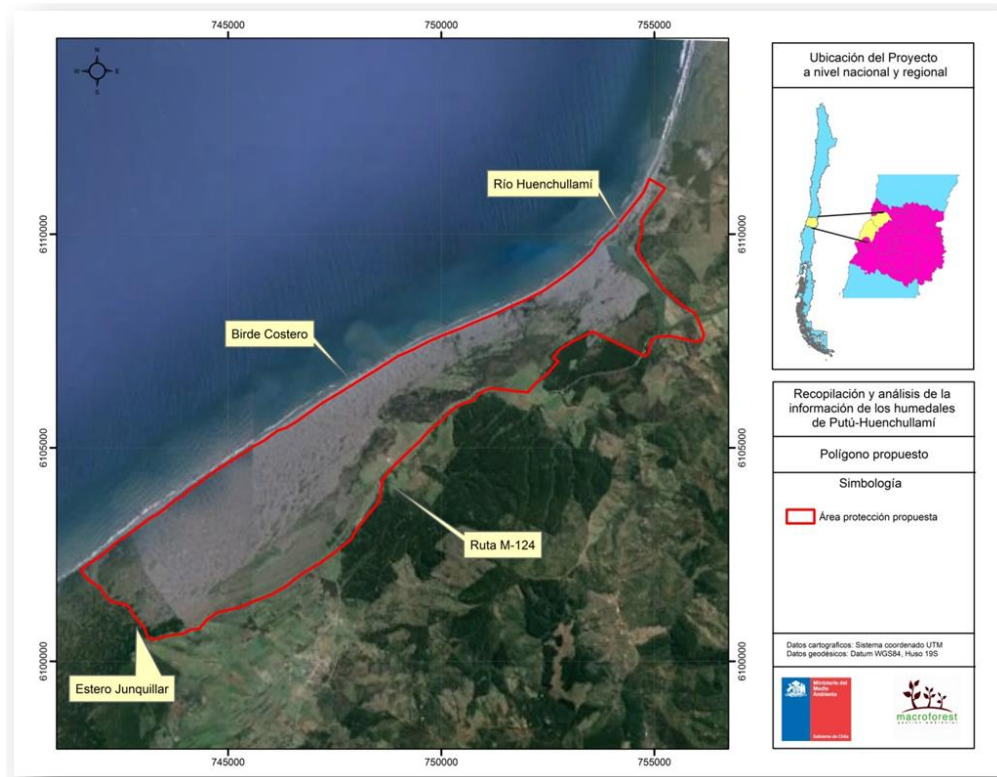 745000 750000 755000
N
W E
S
Río Huenchullamí
6110000 6110000
Birde Costero
6105000 6105000
Ruta M-124
6100000 6100000
Estero Junquillar
745000 750000 755000
Ubicación del Proyecto
a nivel nacional y regional
Recopilación y análisis de la
información de los humedales
de Putú-Huenchullamí
Polígono propuesto
Simbología
Área protección propuesta
Datos cartograficos: Sistema coordenado UTM
Datos geodésicos: Datum WGS84, Huso 19S
Ministerio del
Medio
Ambiente
Gobierno de Chile
macroforest
gestión ambiental